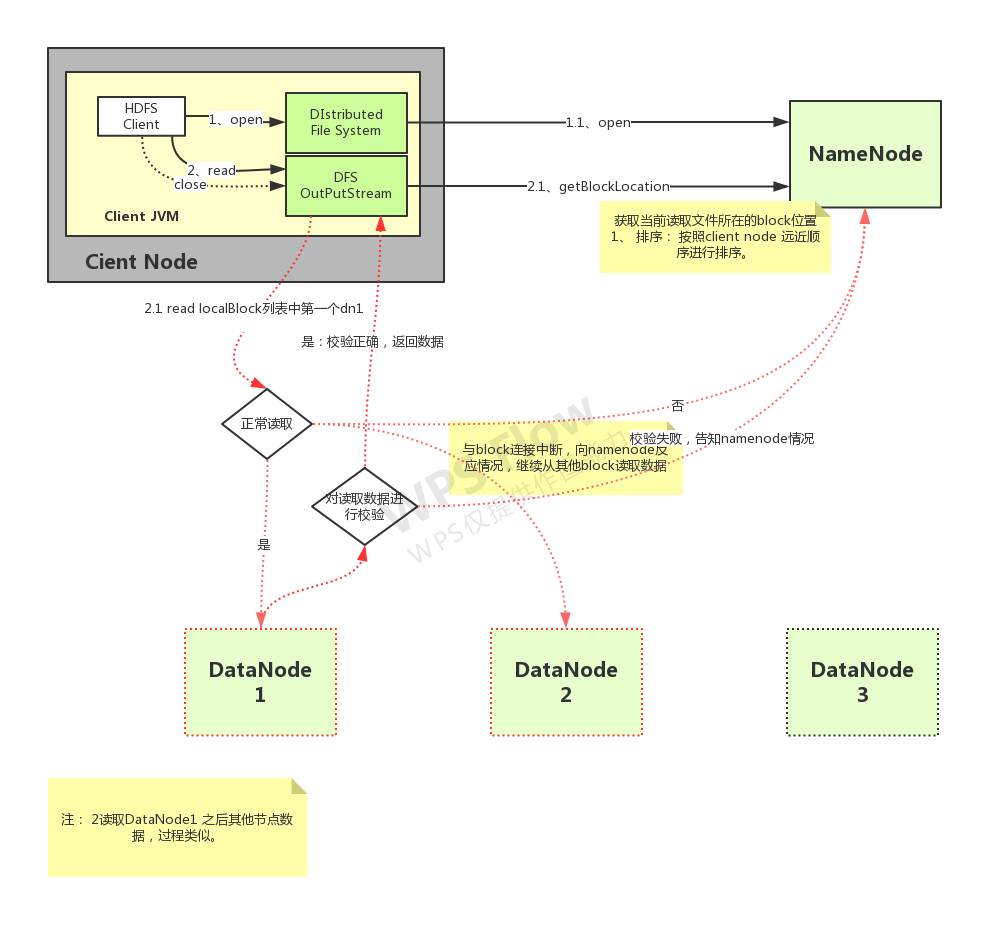 HDFS
Client
1、open
DIstributed
File System
1.1、open
NameNode
2、read
close
DFS
OutPutStream
2.1、getBlockLocation
Client JVM
Cient Node
获取当前读取文件所在的block位置
1、 排序： 按照client node 远近顺
序进行排序。
2.1 read localBlock列表中第一个dn1
是：校验正确，返回数据
正常读取
否
校验失败，告知namenode情况
与block连接中断，向namenode反
应情况，继续从其他block读取数据
对读取数据进
行校验
是
WPS Flow
WPS仅提供作图能力
DataNode
1
DataNode
2
DataNode
3
注： 2读取DataNode1 之后其他节点数
据，过程类似。